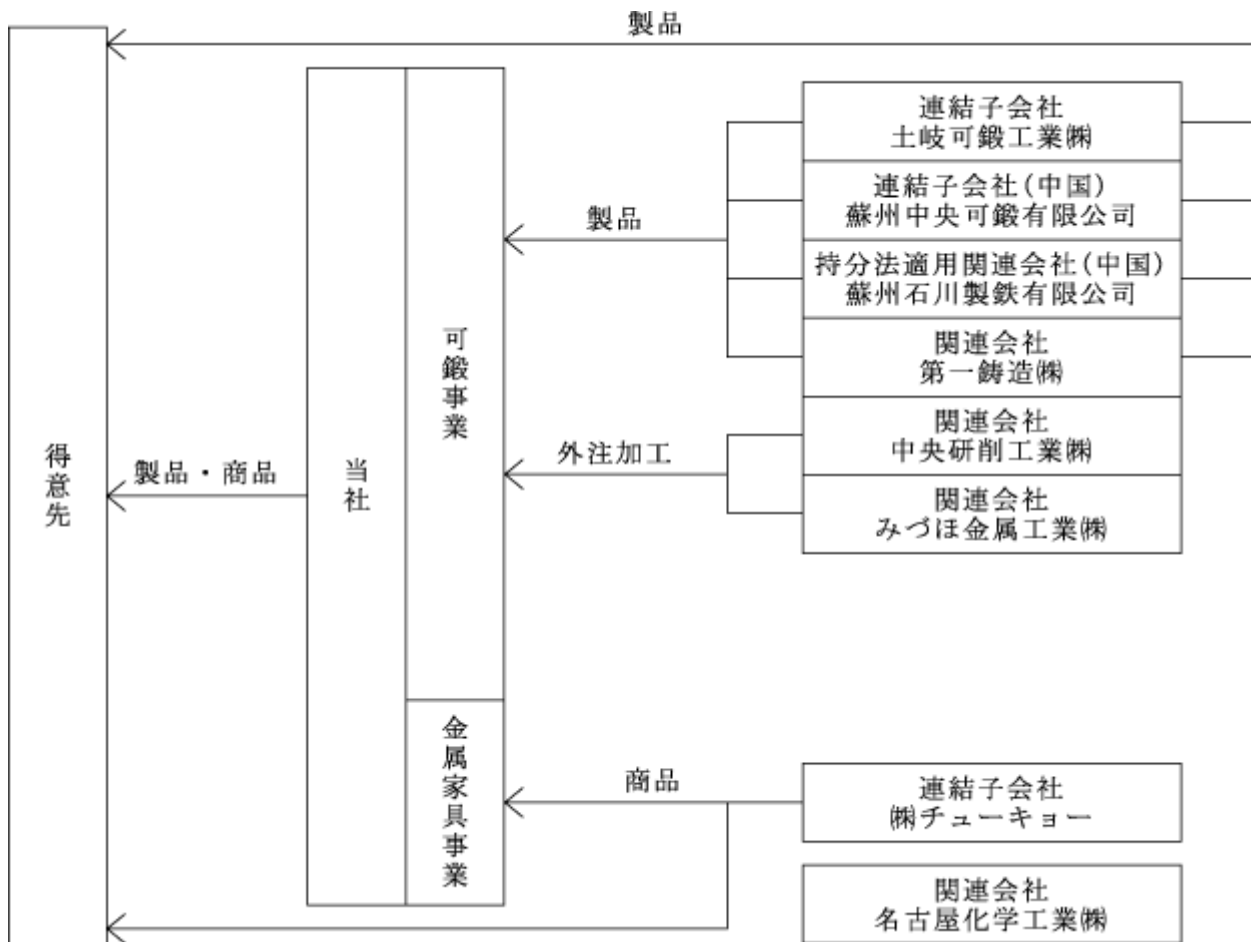 製品
連結子会社
土岐可鍛工業㈱
連結子会社(中国)
蘇州中央可鍛有限公司
製品
持分法適用関連会社(中国)
蘇州石川製鉄有限公司
関連会社
第一鋳造㈱
可鍛事業
外注加工
関連会社
中央研削工業㈱
関連会社
みづほ金属工業㈱
得意先
製品・商品
当社
金属家具事業
商品
連結子会社
㈱チューキョー
関連会社
名古屋化学工業㈱